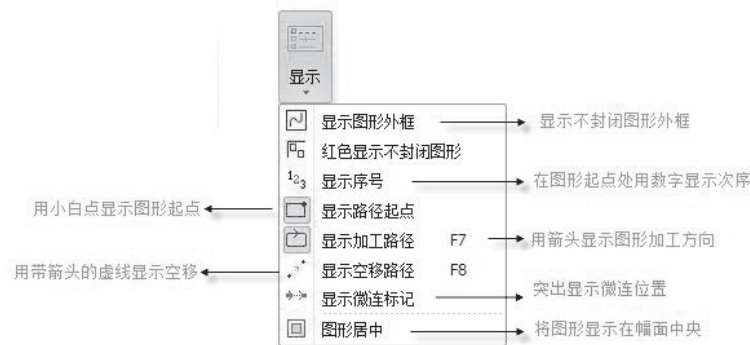 显示
显示图形外框
显示不封闭图形外框
红色显示不封闭图形
123
显示序号
在图形起点处用数字显示次序
用小白点显示图形起点
显示路径起点
显示加工路径 F7
用箭头显示图形加工方向
用带箭头的虚线显示空移
显示空移路径 F8
显示微连标记
突出显示微连位置
图形居中
将图形显示在幅面中央